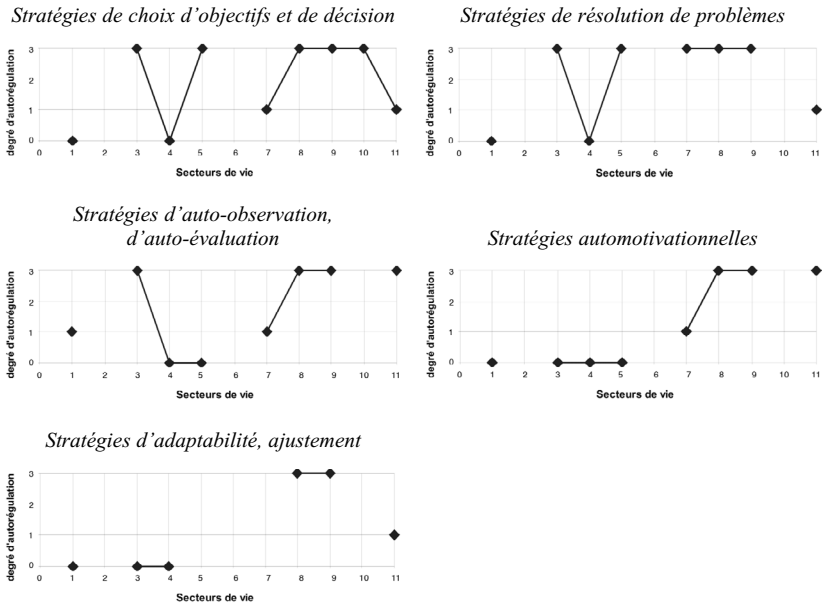 Stratégies de choix d'objectifs et de décision
degré d'autorégulation
3
2
1
0
0 1 2 3 4 5 6 7 8 9 10 11
Secteurs de vie
Stratégies de résolution de problèmes
degré d'autorégulation
3
2
1
0
0 1 2 3 4 5 6 7 8 9 10 11
Secteurs de vie
Stratégies d'auto-observation,
d'auto-évaluation
degré d'autorégulation
3
2
1
0
0 1 2 3 4 5 6 7 8 9 10 11
Secteurs de vie
Stratégies automotivationnelles
degré d'autorégulation
3
2
1
0
0 1 2 3 4 5 6 7 8 9 10 11
Secteurs de vie
Stratégies d'adaptabilité, ajustement
degré d'autorégulation
3
2
1
0
0 1 2 3 4 5 6 7 8 9 10 11
Secteurs de vie